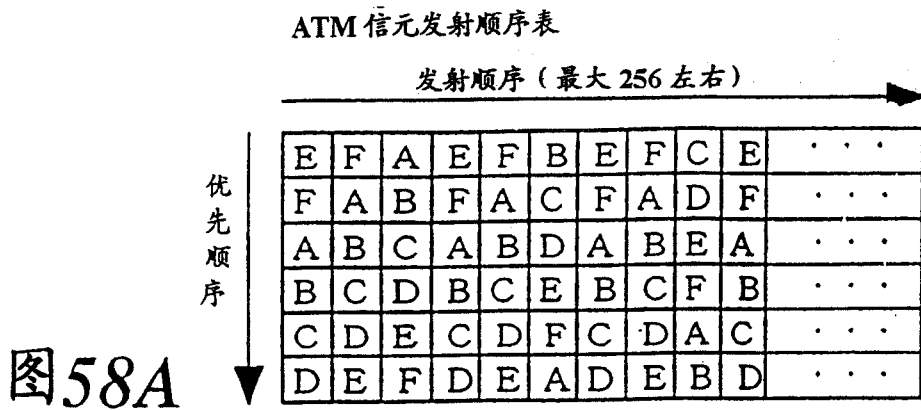 ATM 信元发射顺序表
发射顺序（最大 256 左右）
优先顺序
E F A E F B E F C E · · ·
F A B F A C F A D F · · ·
A B C A B D A B E A · · ·
B C D B C E B C F B · · ·
C D E C D F C D A C · · ·
D E F D E A D E B D · · ·
图58A